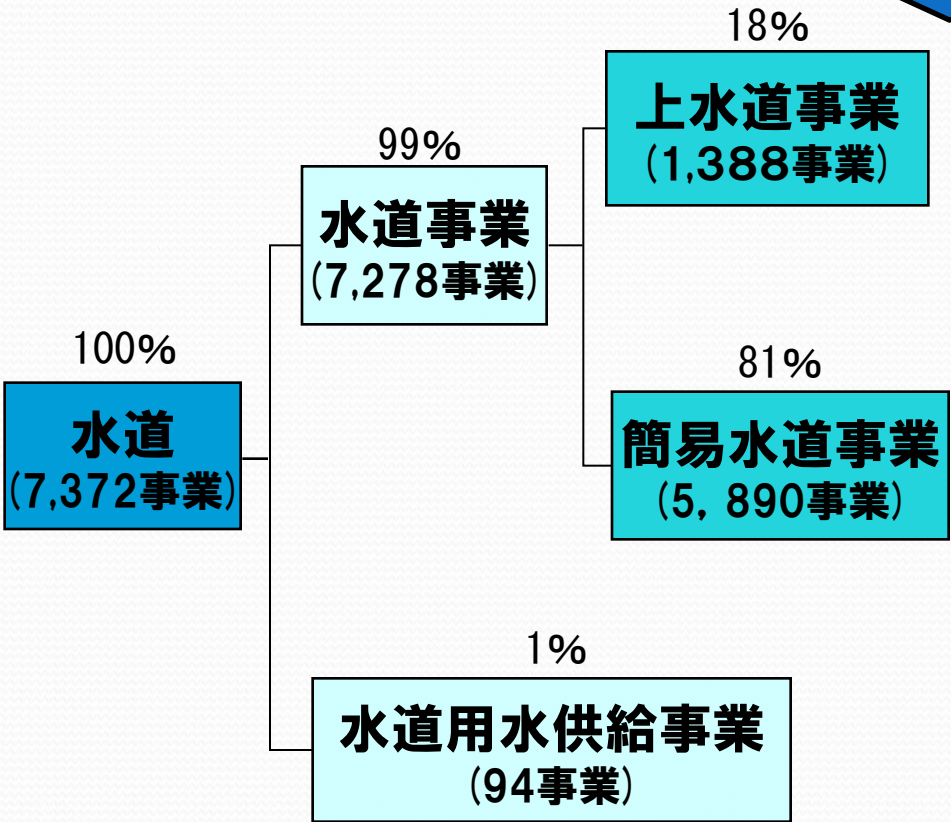 18%
上水道事業
(1,388事業)
99%
水道事業
(7,278事業)
100%
水道
(7,372事業)
81%
簡易水道事業
(5, 890事業)
1%
水道用水供給事業
(94事業)